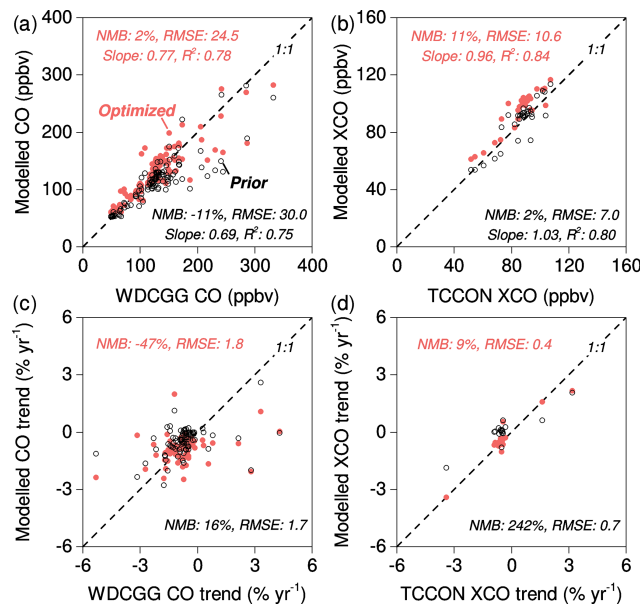 (a)
400
300
200
100
0
Modelled CO (ppbv)
NMB: 2%, RMSE: 24.5
Slope: 0.77, R²: 0.78
1:1
Optimized
Prior
NMB: -11%, RMSE: 30.0
Slope: 0.69, R²: 0.75
0 100 200 300 400
WDCGG CO (ppbv)
(b)
160
120
80
40
0
Modelled XCO (ppbv)
NMB: 11%, RMSE: 10.6
Slope: 0.96, R²: 0.84
1:1
NMB: 2%, RMSE: 7.0
Slope: 1.03, R²: 0.80
0 40 80 120 160
TCCON XCO (ppbv)
(c)
6
3
0
-3
-6
Modelled CO trend (% yr⁻¹)
NMB: -47%, RMSE: 1.8
1:1
NMB: 16%, RMSE: 1.7
-6 -3 0 3 6
WDCGG CO trend (% yr⁻¹)
(d)
6
3
0
-3
-6
Modelled XCO trend (% yr⁻¹)
NMB: 9%, RMSE: 0.4
1:1
NMB: 242%, RMSE: 0.7
-6 -3 0 3 6
TCCON XCO trend (% yr⁻¹)